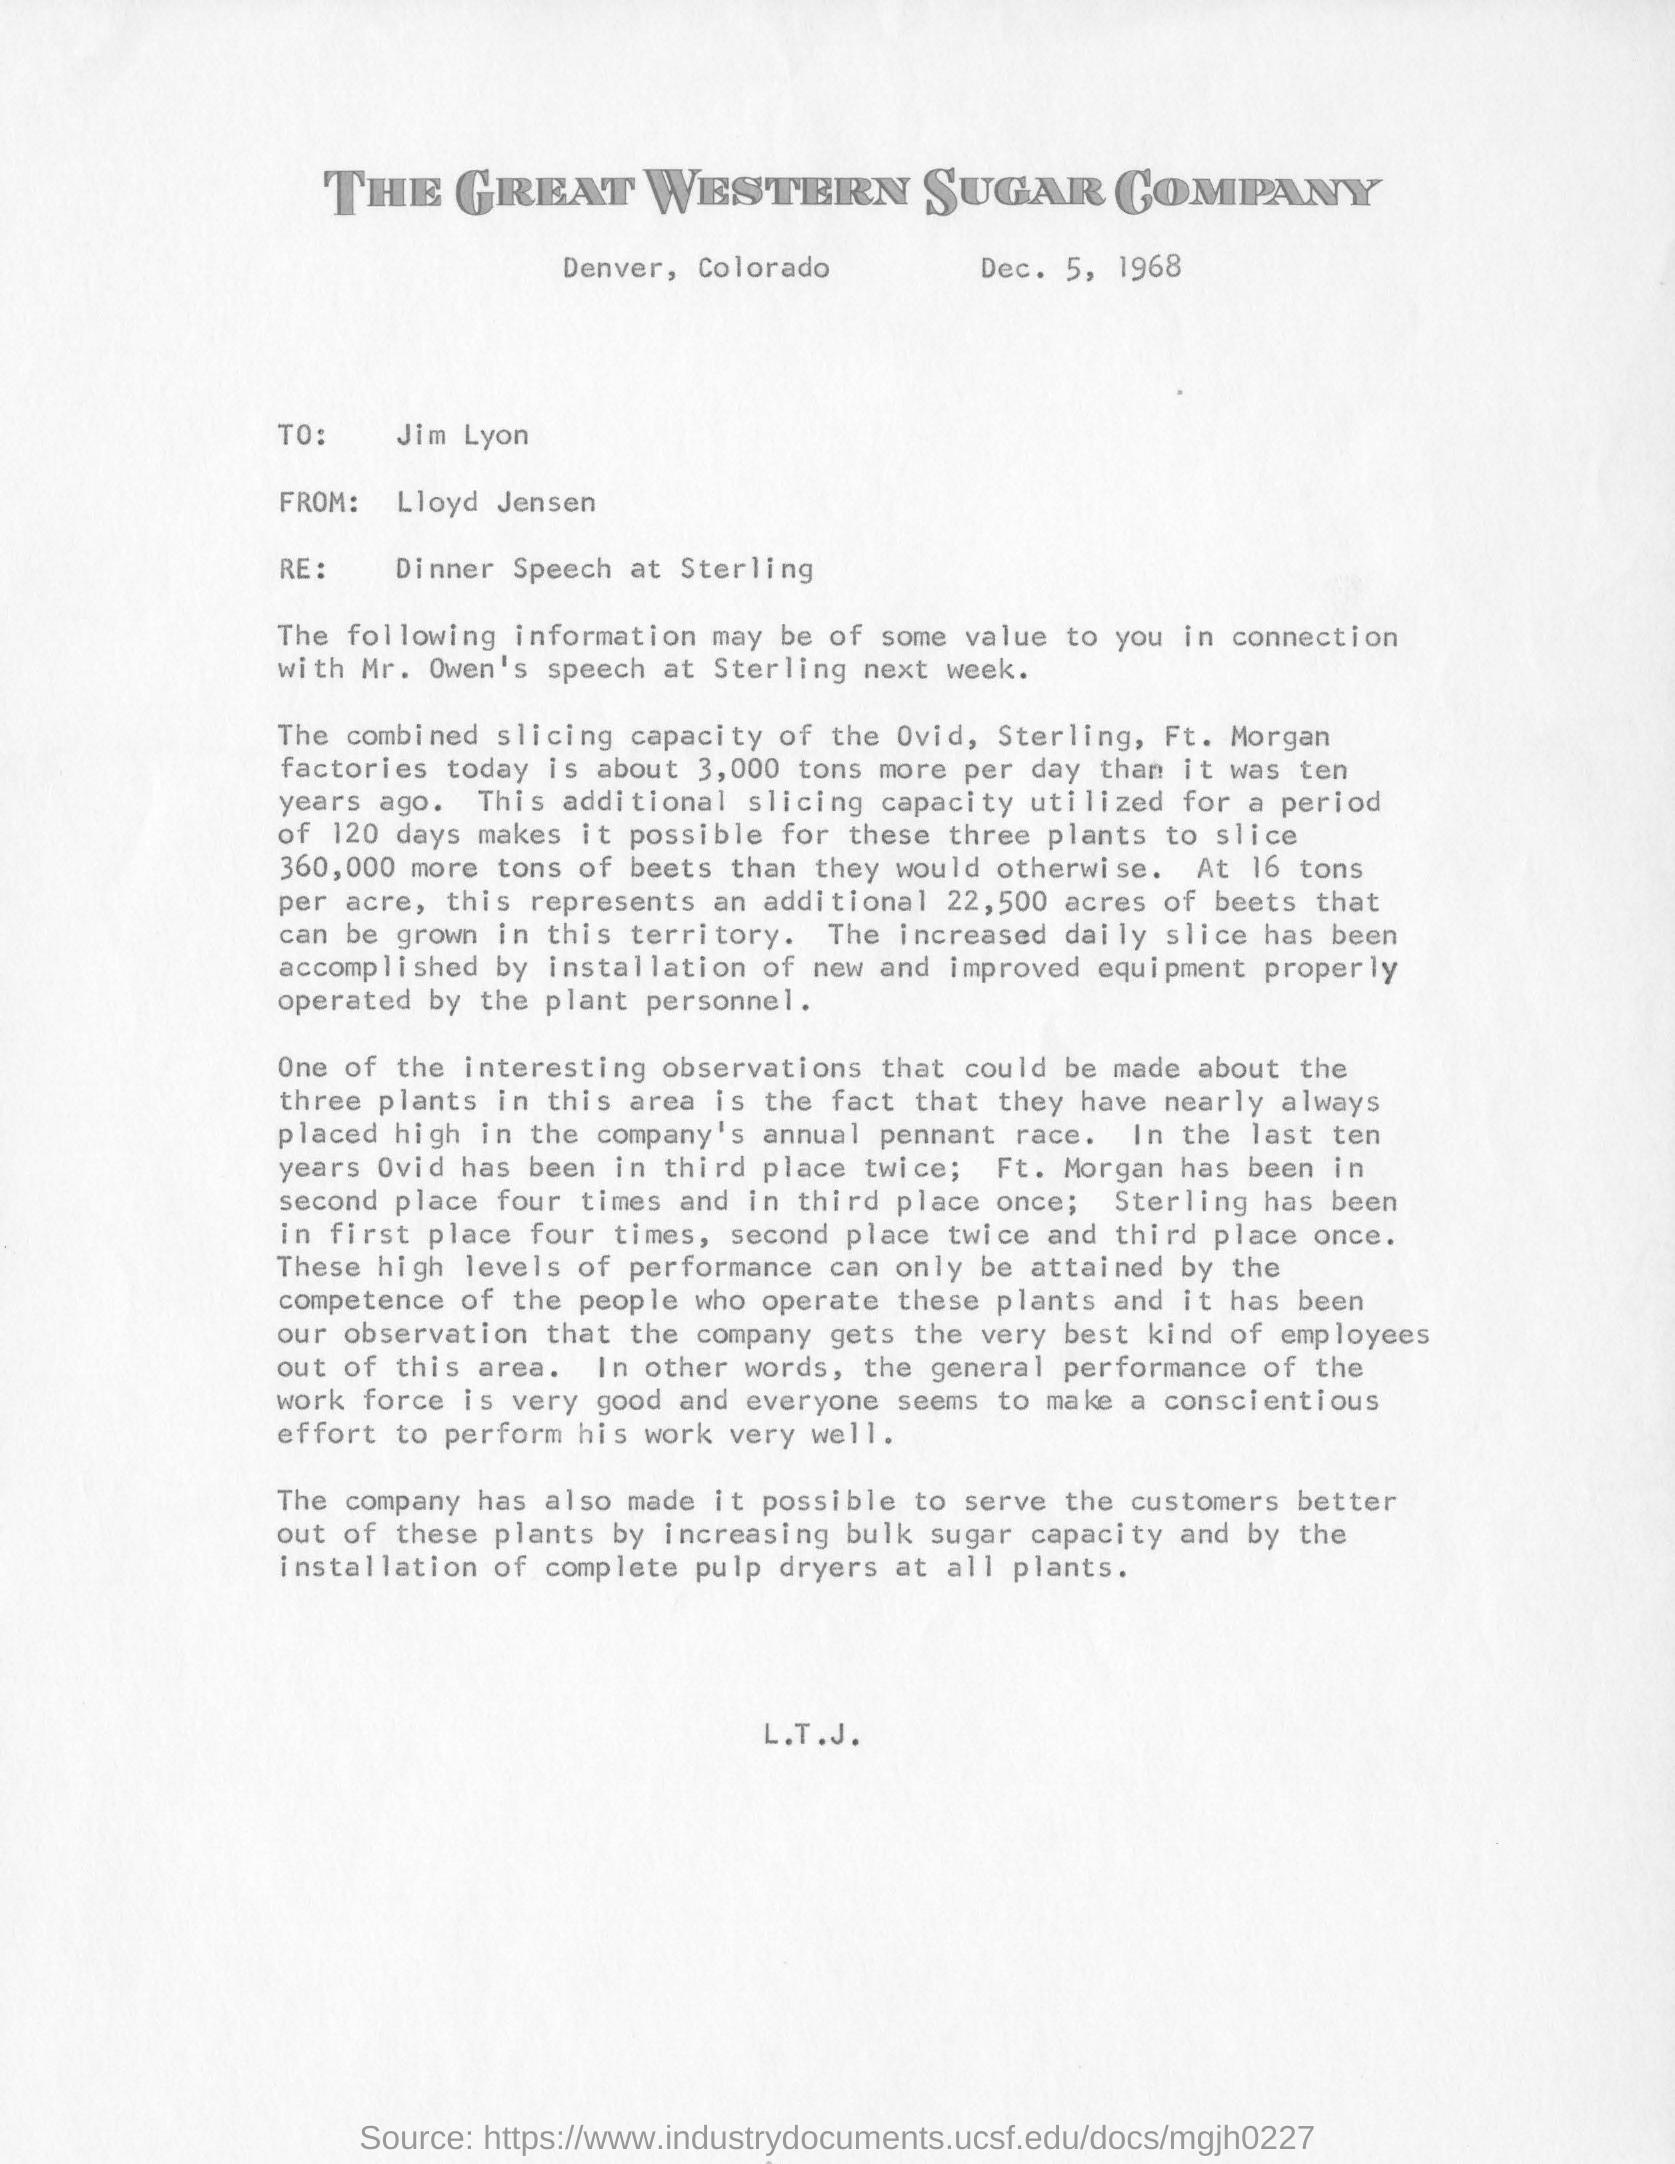 THE GREAT WESTERN SUGAR COMPANY
Denver, Colorado Dec. 5, 1968
TO: Jim Lyon
FROM: Lloyd Jensen
RE: Dinner Speech at Sterling
The following information may be of some value to you in connection
with Mr. Owen's speech at Sterling next week.
The combined slicing capacity of the Ovid, Sterling, Ft. Morgan
factories today is about 3,000 tons more per day than it was ten
years ago. This additional slicing capacity utilized for a period
of 120 days makes it possible for these three plants to slice
360,000 more tons of beets than they would otherwise. At 16 tons
per acre, this represents an additional 22,500 acres of beets that
can be grown in this territory. The increased daily slice has been
accomplished by installation of new and improved equipment properly
operated by the plant personnel.
One of the interesting observations that could be made about the
three plants in this area is the fact that they have nearly always
placed high in the company's annual pennant race. In the last ten
years Ovid has been in third place twice; Ft. Morgan has been in
second place four times and in third place once; Sterling has been
in first place four times, second place twice and third place once.
These high levels of performance can only be attained by the
competence of the people who operate these plants and it has been
our observation that the company gets the very best kind of employees
out of this area. In other words, the general performance of the
work force is very good and everyone seems to make a conscientious
effort to perform his work very well.
The company has also made it possible to serve the customers better
out of these plants by increasing bulk sugar capacity and by the
installation of complete pulp dryers at all plants.
L.T.J.
Source: https://www.industrydocuments.ucsf.edu/docs/mgjh0227